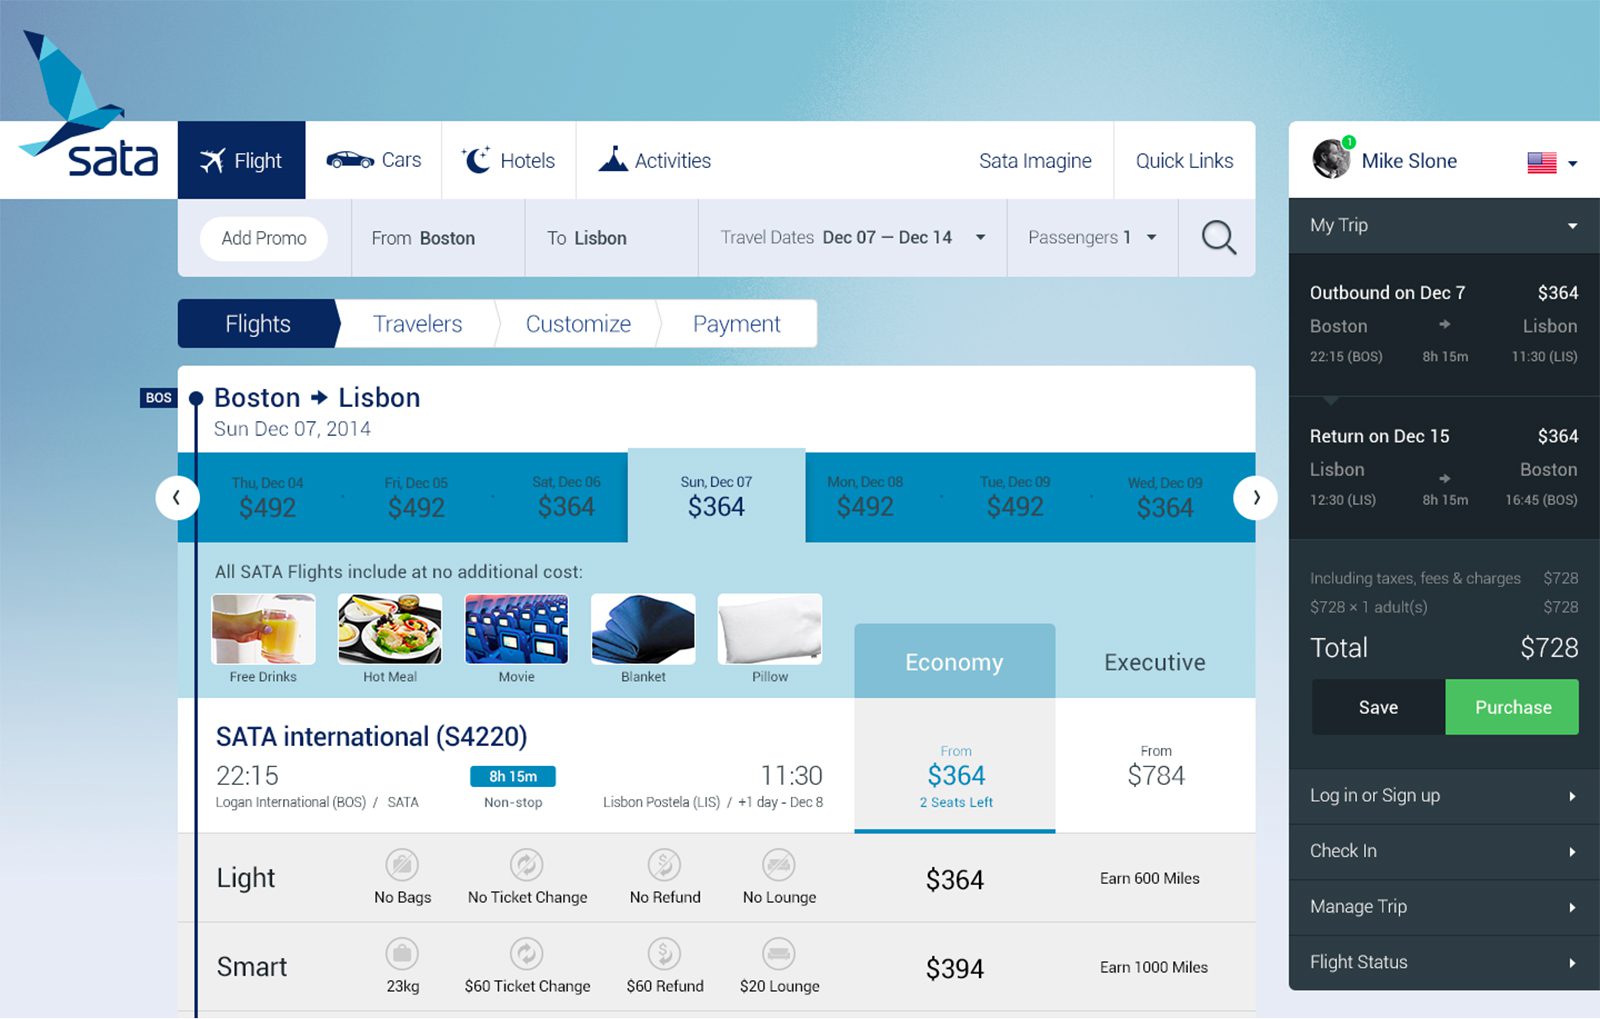 sata
Flight
Cars
Hotels
Activities
Sata Imagine
Quick Links
Add Promo
From Boston
To Lisbon
Travel Dates Dec 07 — Dec 14
Passengers 1
Flights
Travelers
Customize
Payment
BOS
Boston → Lisbon
Sun Dec 07, 2014
Thu, Dec 04
$492
Fri, Dec 05
$492
Sat, Dec 06
$364
Sun, Dec 07
$364
Mon, Dec 08
$492
Tue, Dec 09
$492
Wed, Dec 09
$364
All SATA Flights include at no additional cost:
Free Drinks
Hot Meal
Movie
Blanket
Pillow
Economy
Executive
SATA international (S4220)
22:15
8h 15m
11:30
Logan International (BOS) / SATA
Non-stop
Lisbon Postela (LIS) / +1 day - Dec 8
From
$364
2 Seats Left
From
$784
Light
No Bags
No Ticket Change
No Refund
No Lounge
$364
Earn 600 Miles
Smart
23kg
$60 Ticket Change
$60 Refund
$20 Lounge
$394
Earn 1000 Miles
1
Mike Slone
My Trip
Outbound on Dec 7 $364
Boston → Lisbon
22:15 (BOS) 8h 15m 11:30 (LIS)
Return on Dec 15 $364
Lisbon → Boston
12:30 (LIS) 8h 15m 16:45 (BOS)
Including taxes, fees & charges $728
$728 × 1 adult(s) $728
Total $728
Save
Purchase
Log in or Sign up
Check In
Manage Trip
Flight Status